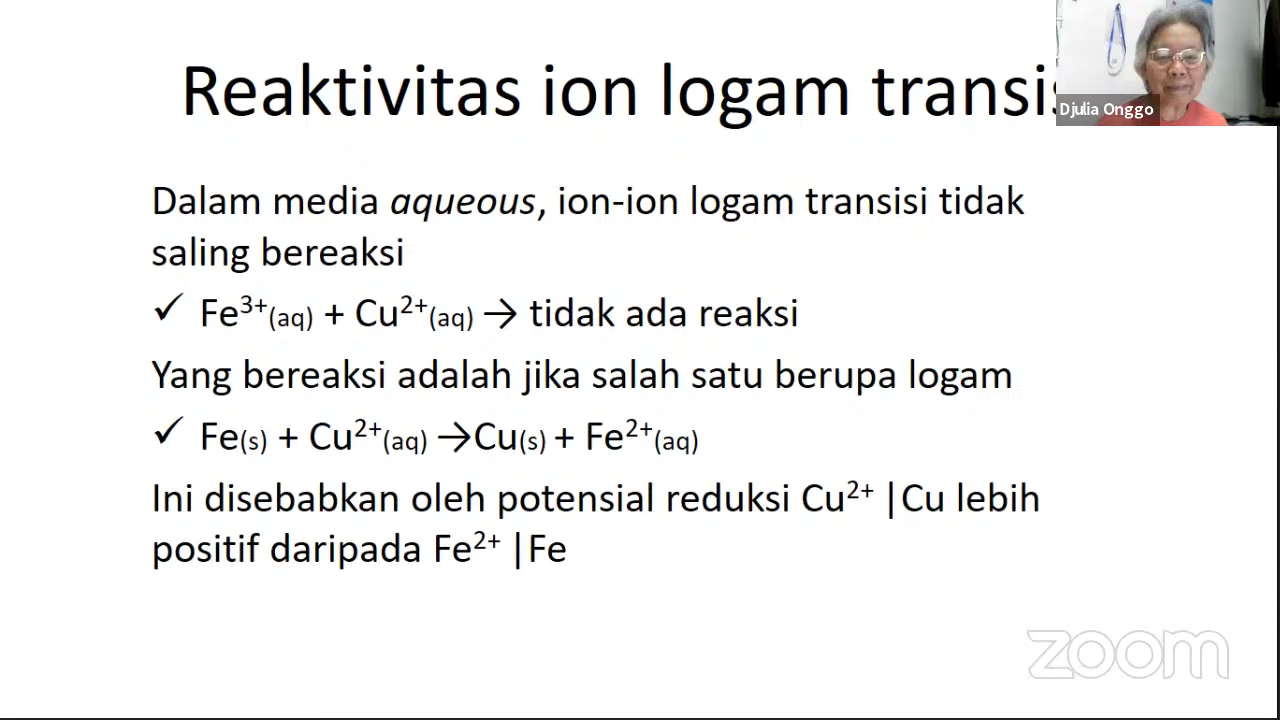 Reaktivitas ion logam transis
Djulia Onggo
Dalam media aqueous, ion-ion logam transisi tidak
saling bereaksi
✓ Fe³⁺(aq) + Cu²⁺(aq) → tidak ada reaksi
Yang bereaksi adalah jika salah satu berupa logam
✓ Fe(s) + Cu²⁺(aq) →Cu(s) + Fe²⁺(aq)
Ini disebabkan oleh potensial reduksi Cu²⁺ |Cu lebih
positif daripada Fe²⁺ |Fe
zoom